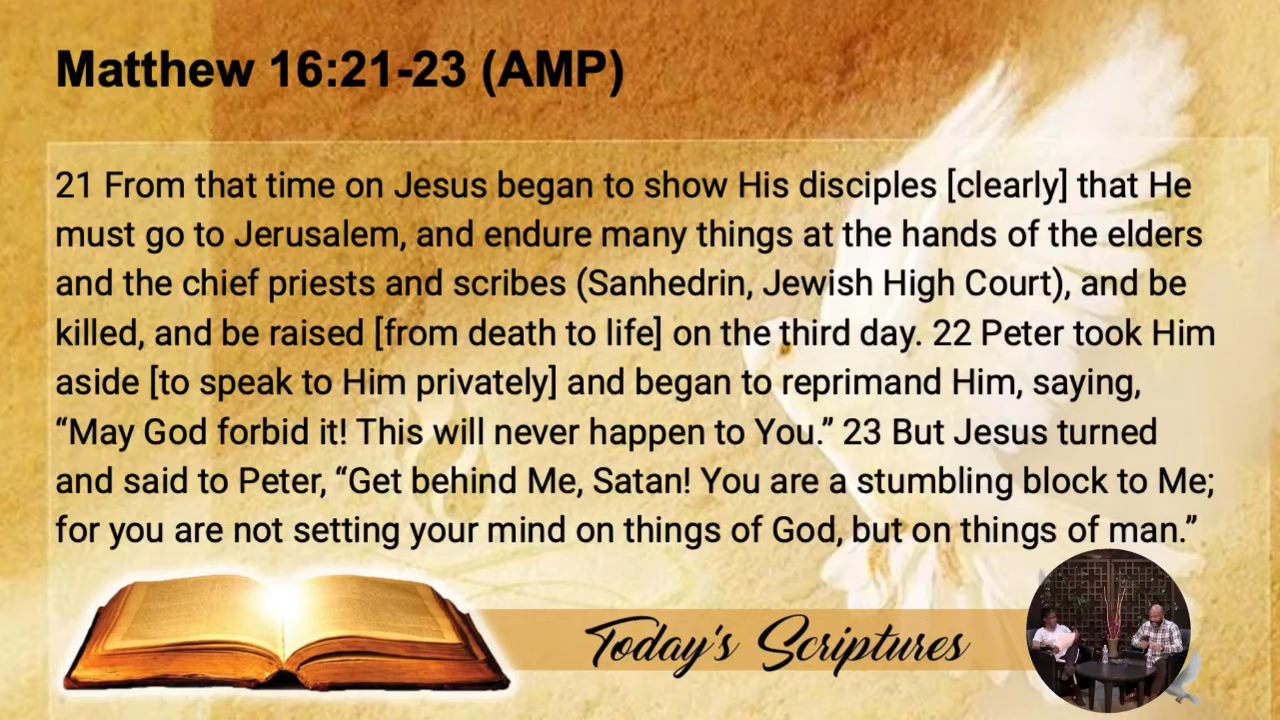 Matthew 16:21-23 (AMP)
21 From that time on Jesus began to show His disciples [clearly] that He
must go to Jerusalem, and endure many things at the hands of the elders
and the chief priests and scribes (Sanhedrin, Jewish High Court), and be
killed, and be raised [from death to life] on the third day. 22 Peter took Him
aside [to speak to Him privately] and began to reprimand Him, saying,
“May God forbid it! This will never happen to You.” 23 But Jesus turned
and said to Peter, “Get behind Me, Satan! You are a stumbling block to Me;
for you are not setting your mind on things of God, but on things of man.”
Today's Scriptures